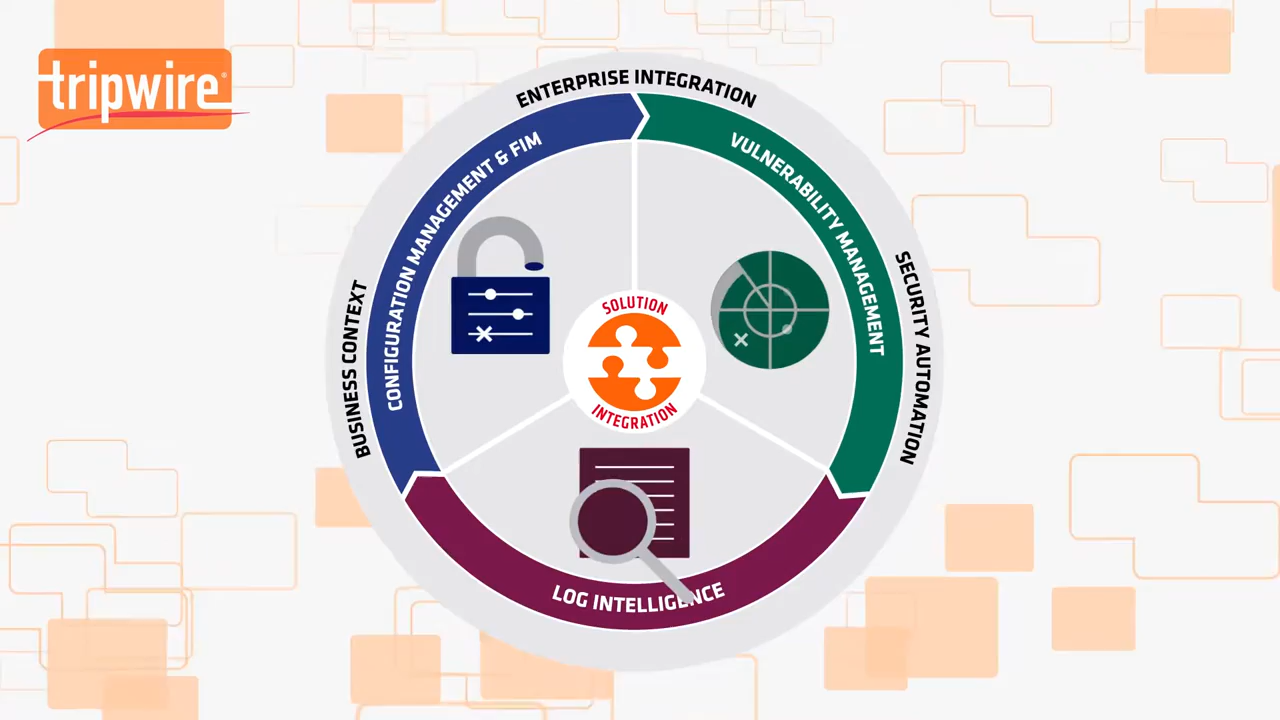 tripwire®
ENTERPRISE INTEGRATION
CONFIGURATION MANAGEMENT & FIM
VULNERABILITY MANAGEMENT
BUSINESS CONTEXT
SECURITY AUTOMATION
SOLUTION
INTEGRATION
LOG INTELLIGENCE